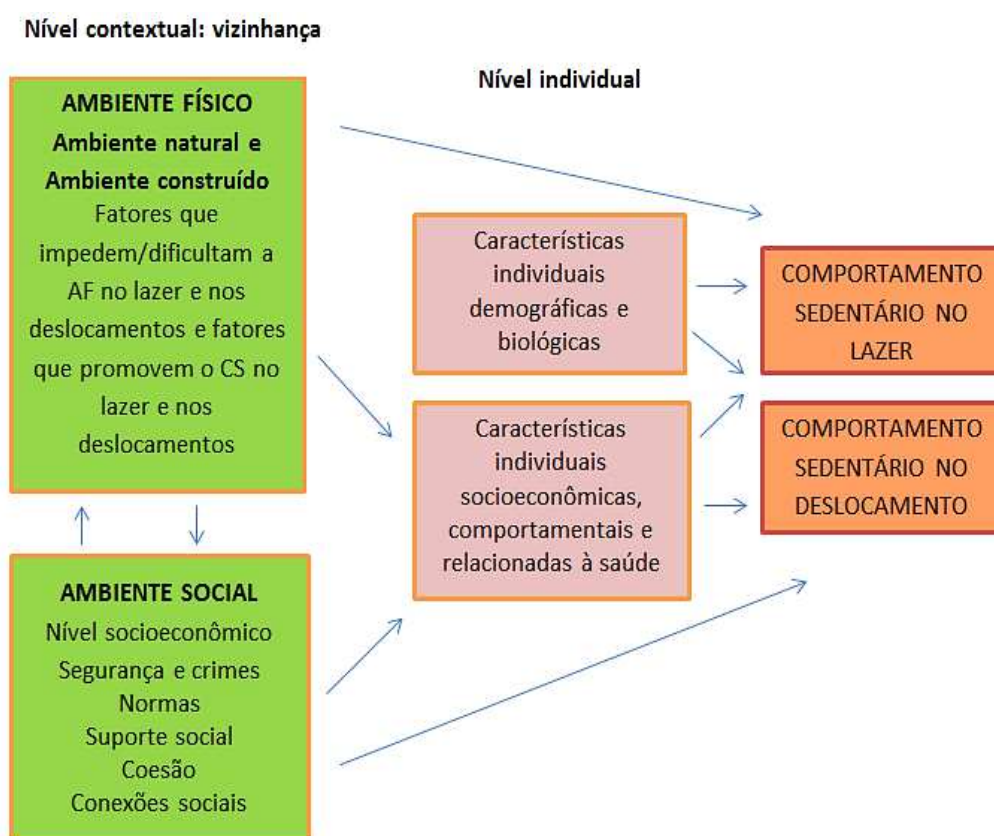 Nível contextual: vizinhança
Nível individual
AMBIENTE FÍSICO
Ambiente natural e
Ambiente construído
Fatores que
impedem/dificultam a
AF no lazer e nos
deslocamentos e fatores
que promovem o CS no
lazer e nos
deslocamentos
AMBIENTE SOCIAL
Nível socioeconômico
Segurança e crimes
Normas
Suporte social
Coesão
Conexões sociais
Características
individuais
demográficas e
biológicas
Características
individuais
socioeconômicas,
comportamentais e
relacionadas à saúde
COMPORTAMENTO
SEDENTÁRIO NO
LAZER
COMPORTAMENTO
SEDENTÁRIO NO
DESLOCAMENTO